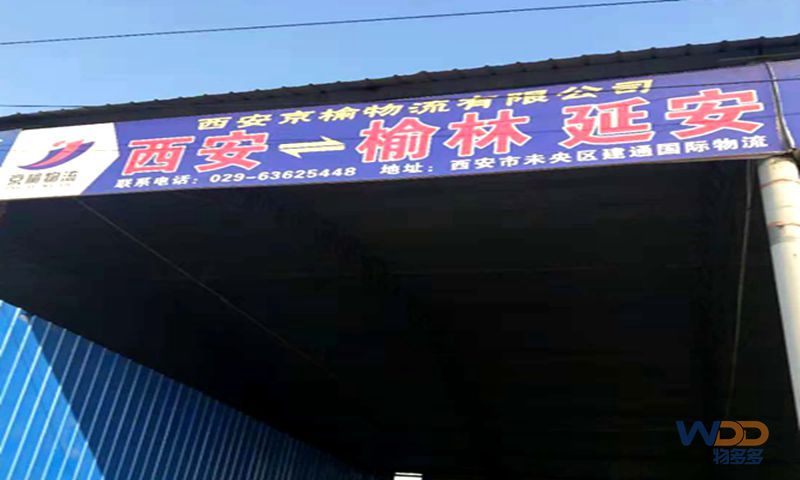 西安京榆物流有限公司
西安⇌榆林 延安
联系电话：029-63625448 地址：西安市未央区建通国际物流
京榆物流
WDD
物多多